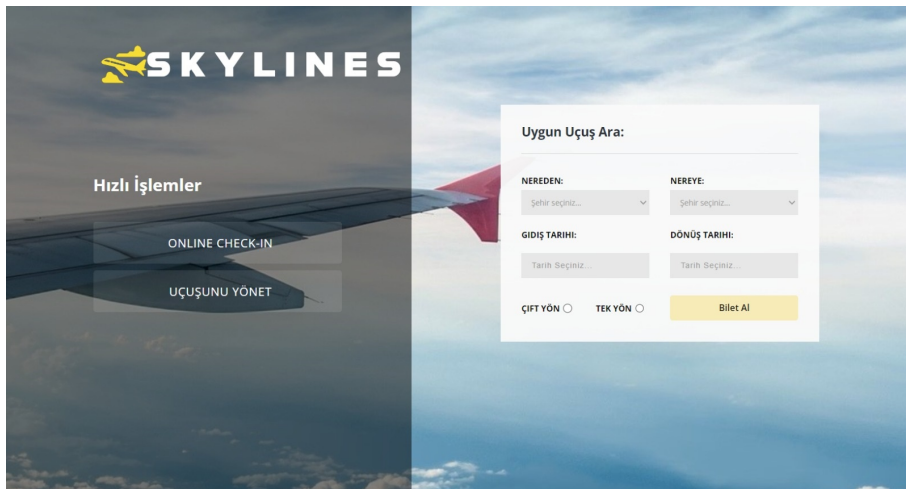 SKYLINES
Hızlı İşlemler
ONLINE CHECK-IN
UÇUŞUNU YÖNET
Uygun Uçuş Ara:
NEREDEN:
NEREYE:
Şehir seçiniz...
Şehir seçiniz...
GIDIŞ TARIHI:
DÖNÜŞ TARIHI:
Tarih Seçiniz...
Tarih Seçiniz...
ÇIFT YÖN
TEK YÖN
Bilet Al